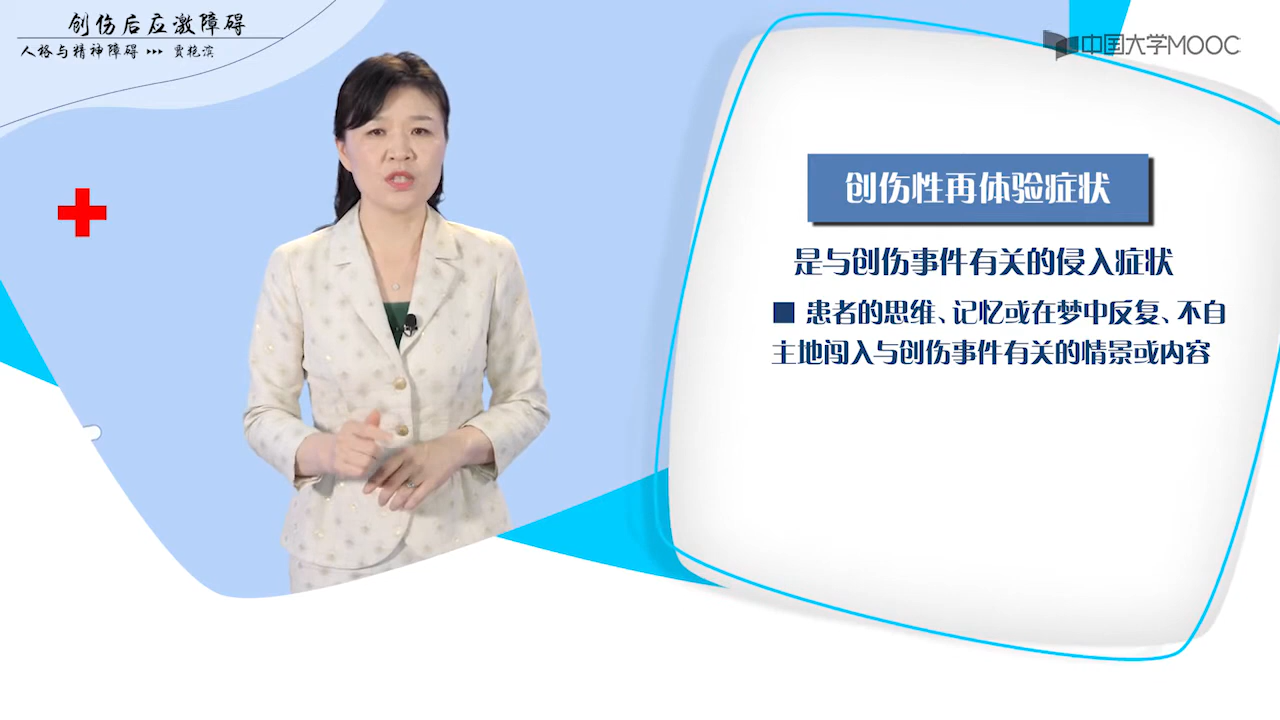 创伤后应激障碍
人格与精神障碍 ▸▸▸ 贾艳滨
中国大学MOOC
创伤性再体验症状
是与创伤事件有关的侵入症状
■ 患者的思维、记忆或在梦中反复、不自
主地闯入与创伤事件有关的情景或内容